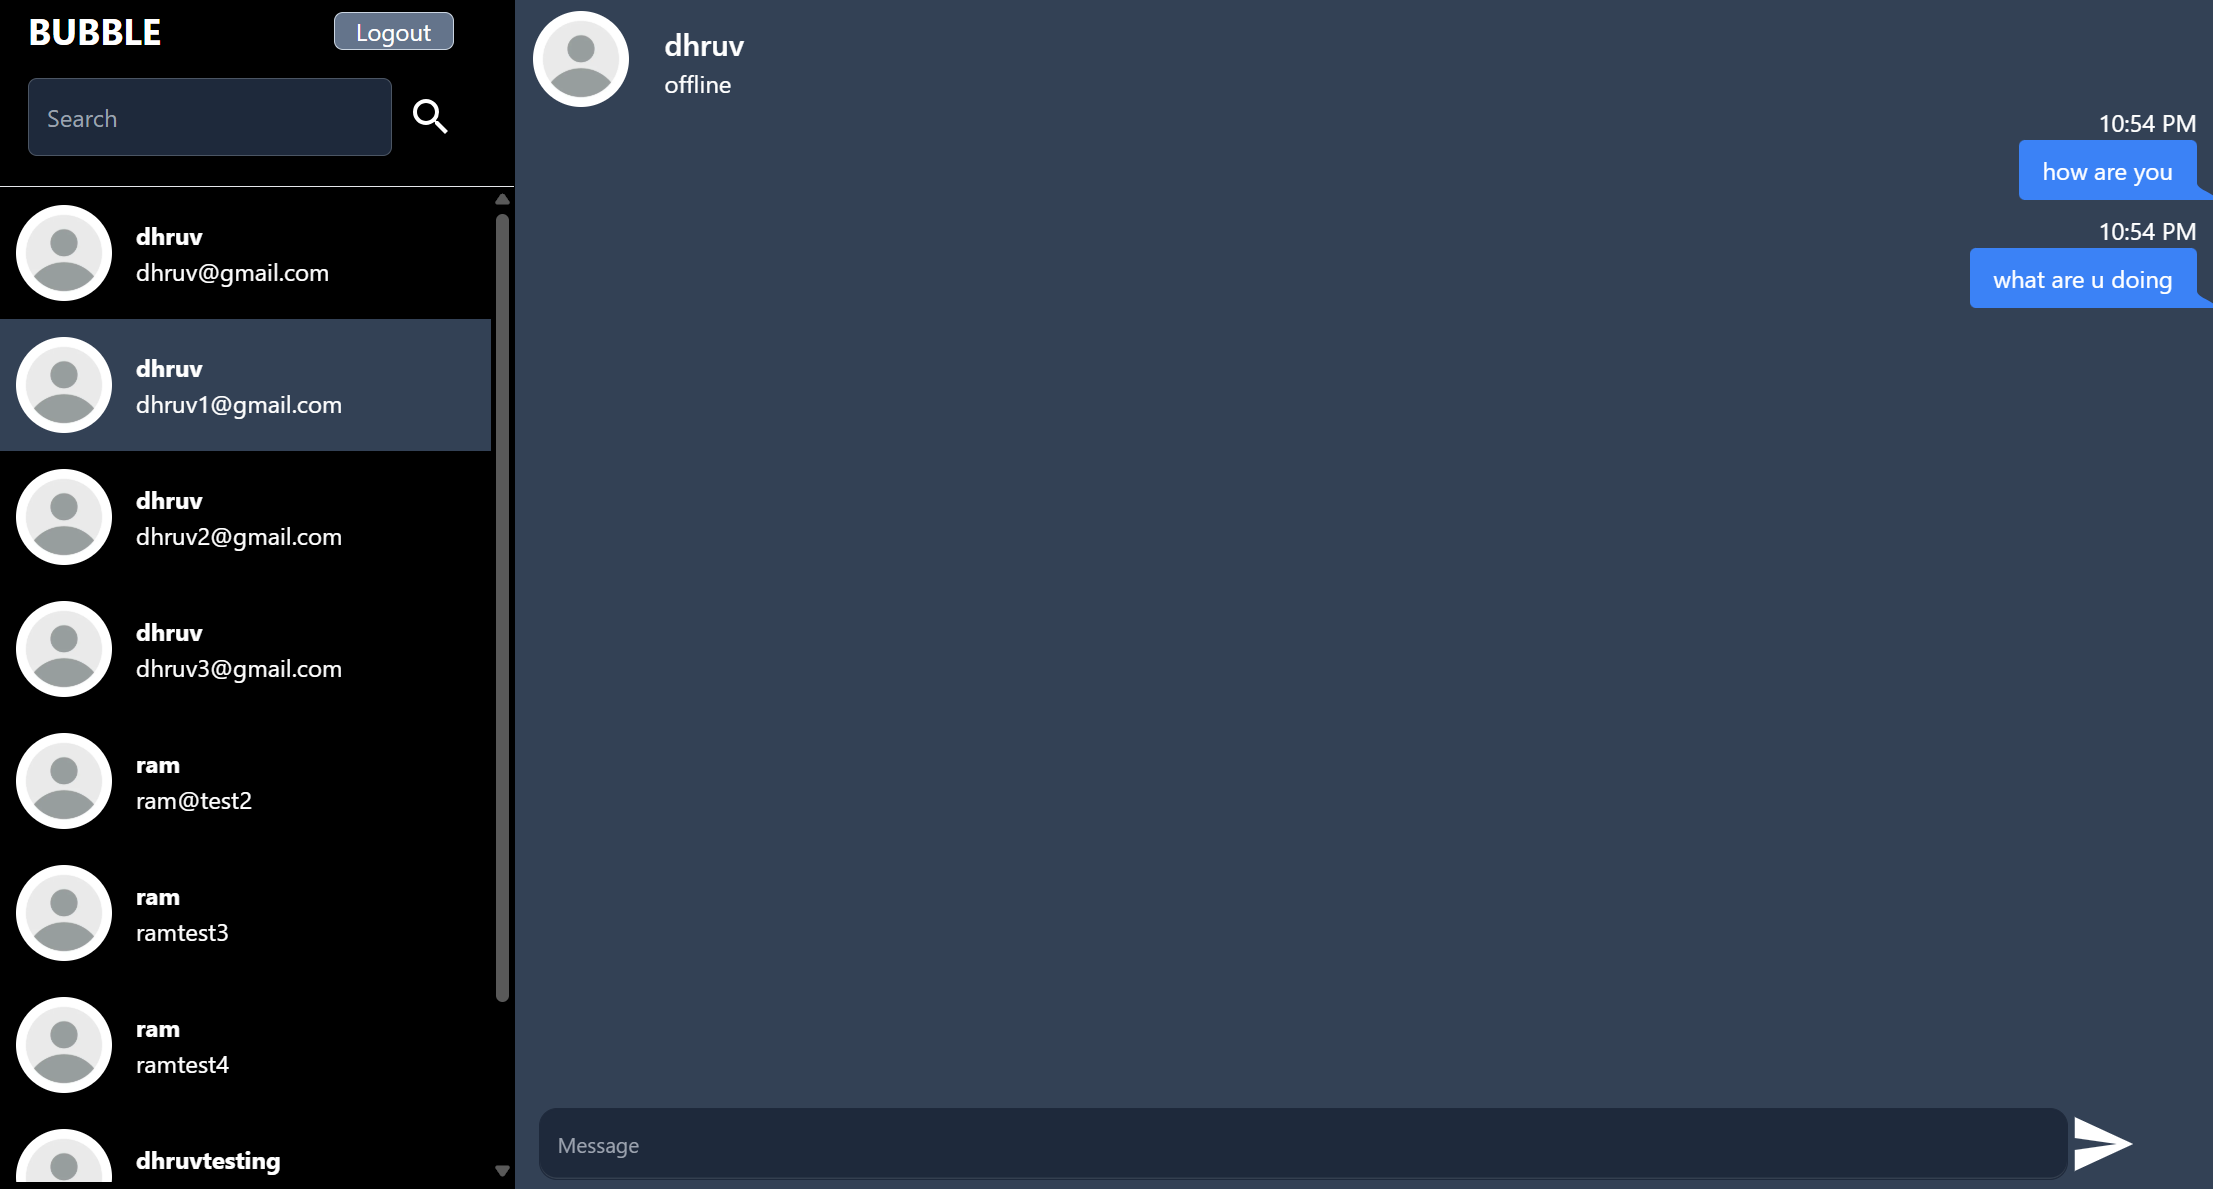 BUBBLE
Logout
Search
dhruv
dhruv@gmail.com
dhruv
dhruv1@gmail.com
dhruv
dhruv2@gmail.com
dhruv
dhruv3@gmail.com
ram
ram@test2
ram
ramtest3
ram
ramtest4
dhruvtesting
dhruv
offline
10:54 PM
how are you
10:54 PM
what are u doing
Message